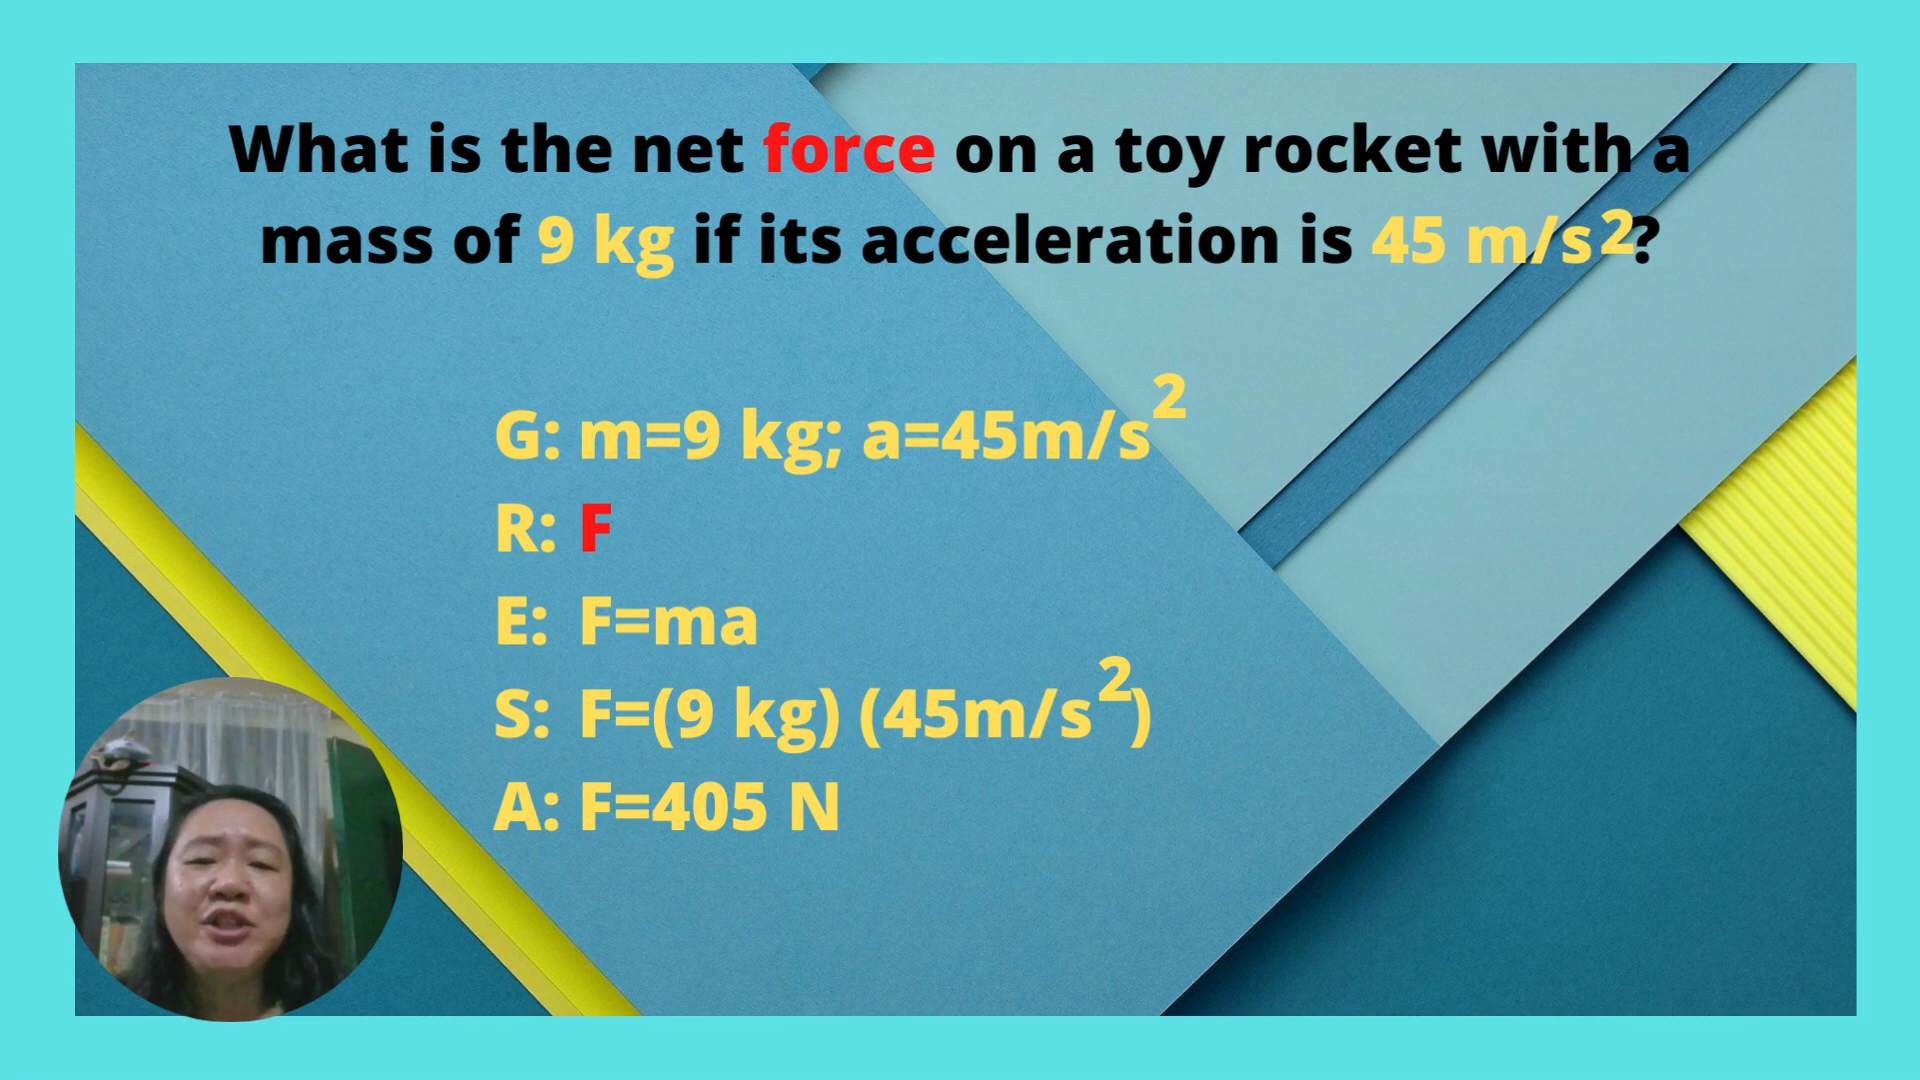 What is the net force on a toy rocket with a
mass of 9 kg if its acceleration is 45 m/s²?
G: m=9 kg; a=45m/s²
R: F
E: F=ma
S: F=(9 kg) (45m/s²)
A: F=405 N